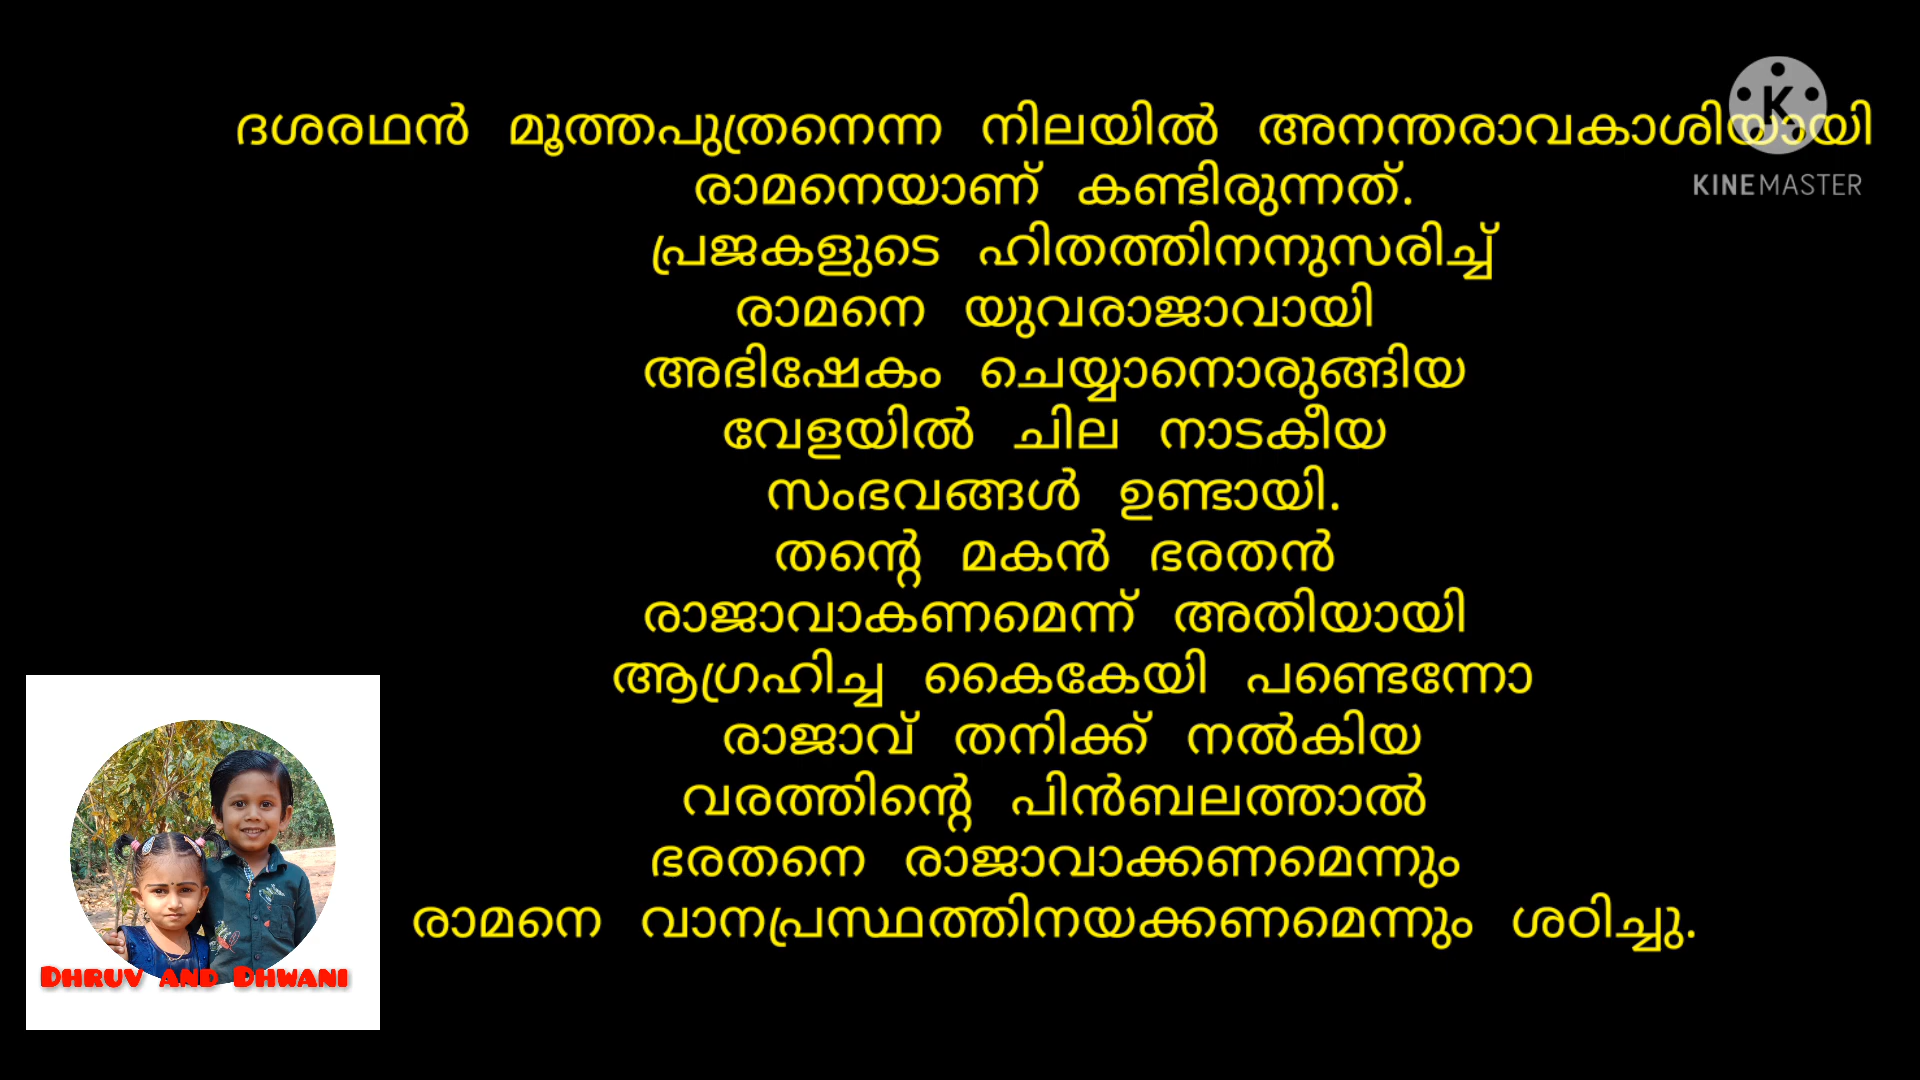 ദശരഥൻ മൂത്തപുത്രനെന്ന നിലയിൽ അനന്തരാവകാശിയായി
രാമനെയാണ് കണ്ടിരുന്നത്.
പ്രജകളുടെ ഹിതത്തിനനുസരിച്ച്
രാമനെ യുവരാജാവായി
അഭിഷേകം ചെയ്യാനൊരുങ്ങിയ
വേളയിൽ ചില നാടകീയ
സംഭവങ്ങൾ ഉണ്ടായി.
തന്റെ മകൻ ഭരതൻ
രാജാവാകണമെന്ന് അതിയായി
ആഗ്രഹിച്ച കൈകേയി പണ്ടെന്നോ
രാജാവ് തനിക്ക് നൽകിയ
വരത്തിന്റെ പിൻബലത്താൽ
ഭരതനെ രാജാവാക്കണമെന്നും
രാമനെ വാനപ്രസ്ഥത്തിനയക്കണമെന്നും ശഠിച്ചു.
K
KINEMASTER
DHRUV AND DHWANI